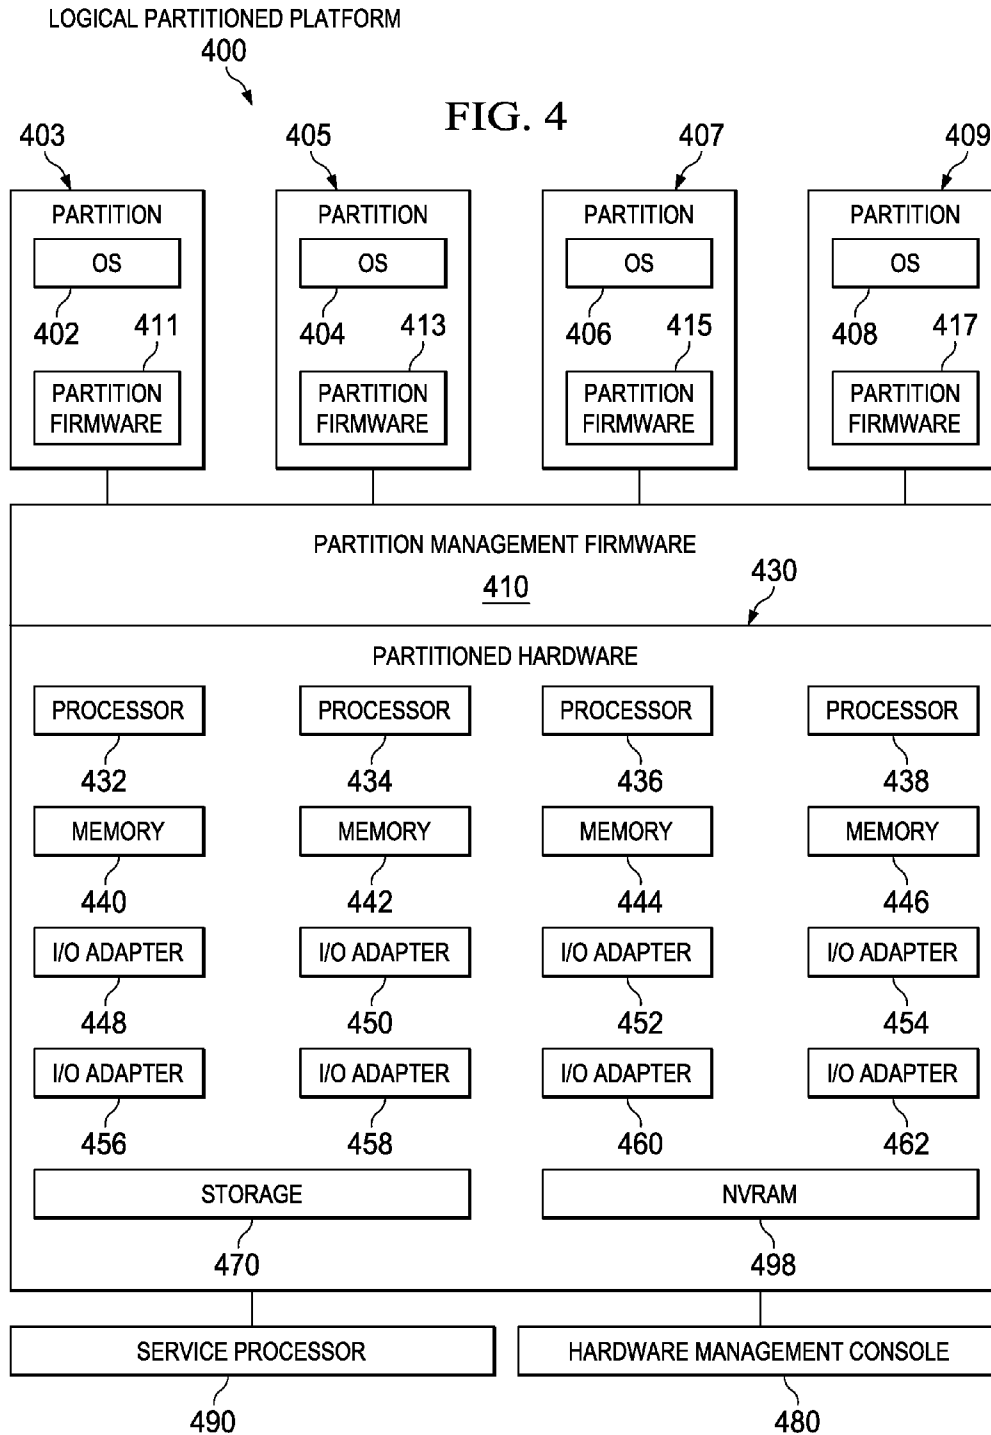 LOGICAL PARTITIONED PLATFORM
400
FIG. 4
403
405
407
409
PARTITION
PARTITION
PARTITION
PARTITION
OS
OS
OS
OS
402
411
404
413
406
415
408
417
PARTITION
FIRMWARE
PARTITION
FIRMWARE
PARTITION
FIRMWARE
PARTITION
FIRMWARE
PARTITION MANAGEMENT FIRMWARE
410
430
PARTITIONED HARDWARE
PROCESSOR
PROCESSOR
PROCESSOR
PROCESSOR
432
434
436
438
MEMORY
MEMORY
MEMORY
MEMORY
440
442
444
446
I/O ADAPTER
I/O ADAPTER
I/O ADAPTER
I/O ADAPTER
448
450
452
454
I/O ADAPTER
I/O ADAPTER
I/O ADAPTER
I/O ADAPTER
456
458
460
462
STORAGE
NVRAM
470
498
SERVICE PROCESSOR
HARDWARE MANAGEMENT CONSOLE
490
480